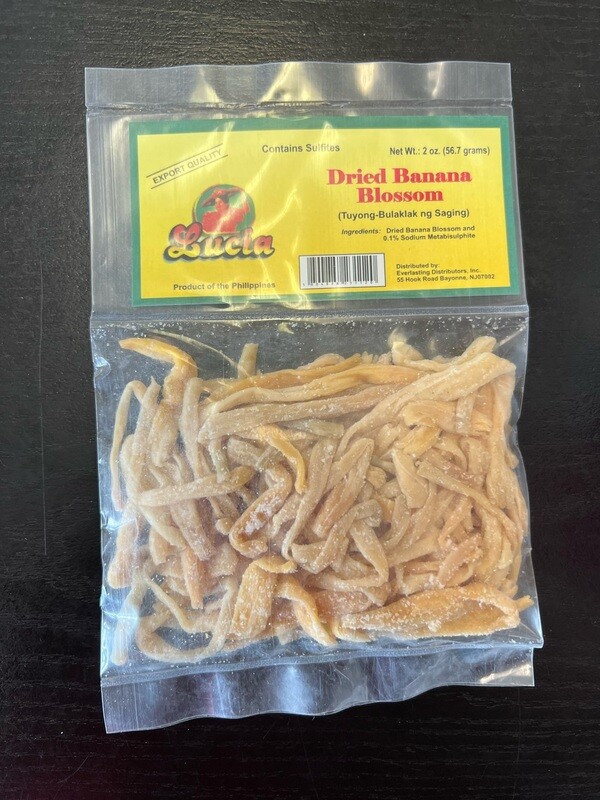 Contains Sulfites
Net Wt.: 2 oz. (56.7 grams)
EXPORT QUALITY
Dried Banana
Blossom
(Tuyong-Bulaklak ng Saging)
Lucia
Ingredients: Dried Banana Blossom and
0.1% Sodium Metabisulphite
Distributed by:
Everlasting Distributors, Inc.
55 Hook Road Bayonne, NJ07002
Product of the Philippines